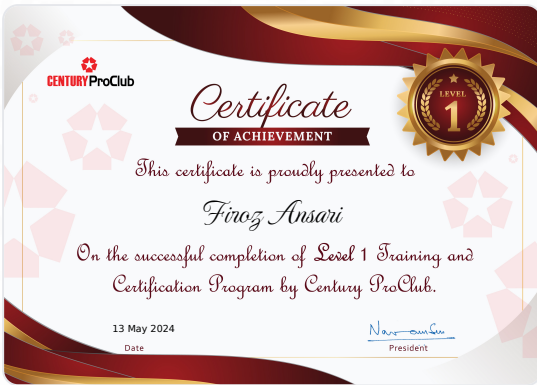 CENTURY ProClub
LEVEL
1
Certificate
OF ACHIEVEMENT
This certificate is proudly presented to
Firoz Ansari
On the successful completion of Level 1 Training and
Certification Program by Century ProClub.
13 May 2024
Date
President